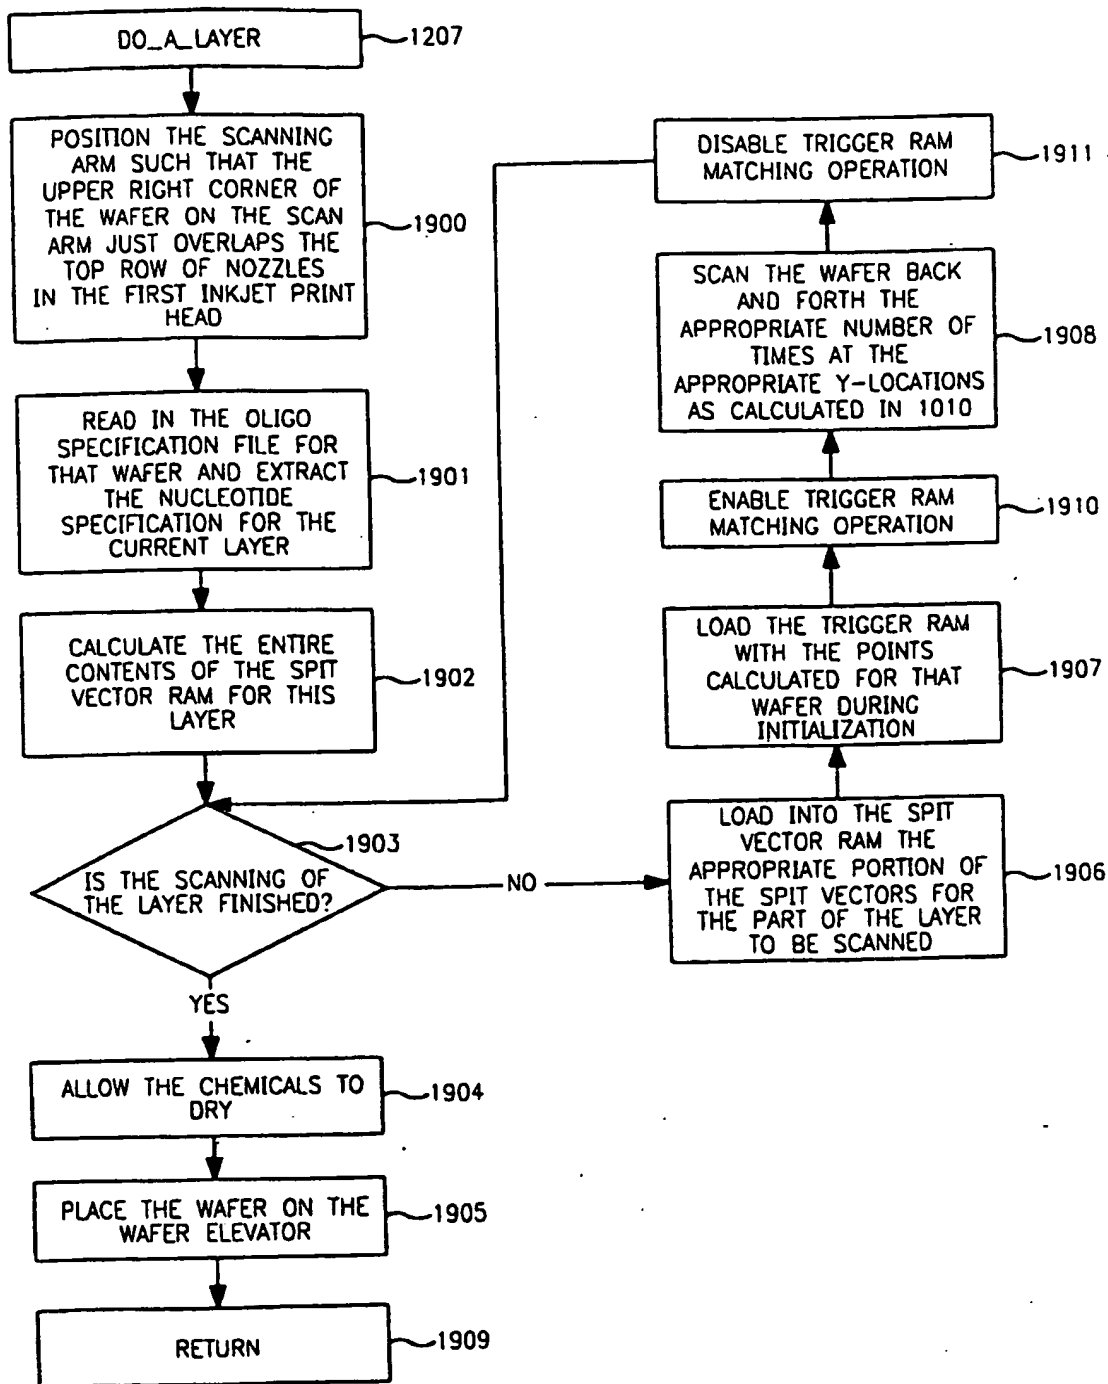 DO_A_LAYER
1207
POSITION THE SCANNING
ARM SUCH THAT THE
UPPER RIGHT CORNER OF
THE WAFER ON THE SCAN
ARM JUST OVERLAPS THE
TOP ROW OF NOZZLES
IN THE FIRST INKJET PRINT
HEAD
1900
READ IN THE OLIGO
SPECIFICATION FILE FOR
THAT WAFER AND EXTRACT
THE NUCLEOTIDE
SPECIFICATION FOR THE
CURRENT LAYER
1901
CALCULATE THE ENTIRE
CONTENTS OF THE SPIT
VECTOR RAM FOR THIS
LAYER
1902
1903
IS THE SCANNING OF
THE LAYER FINISHED?
NO
YES
ALLOW THE CHEMICALS TO
DRY
1904
PLACE THE WAFER ON THE
WAFER ELEVATOR
1905
RETURN
1909
DISABLE TRIGGER RAM
MATCHING OPERATION
1911
SCAN THE WAFER BACK
AND FORTH THE
APPROPRIATE NUMBER OF
TIMES AT THE
APPROPRIATE Y-LOCATIONS
AS CALCULATED IN 1010
1908
ENABLE TRIGGER RAM
MATCHING OPERATION
1910
LOAD THE TRIGGER RAM
WITH THE POINTS
CALCULATED FOR THAT
WAFER DURING
INITIALIZATION
1907
LOAD INTO THE SPIT
VECTOR RAM THE
APPROPRIATE PORTION OF
THE SPIT VECTORS FOR
THE PART OF THE LAYER
TO BE SCANNED
1906